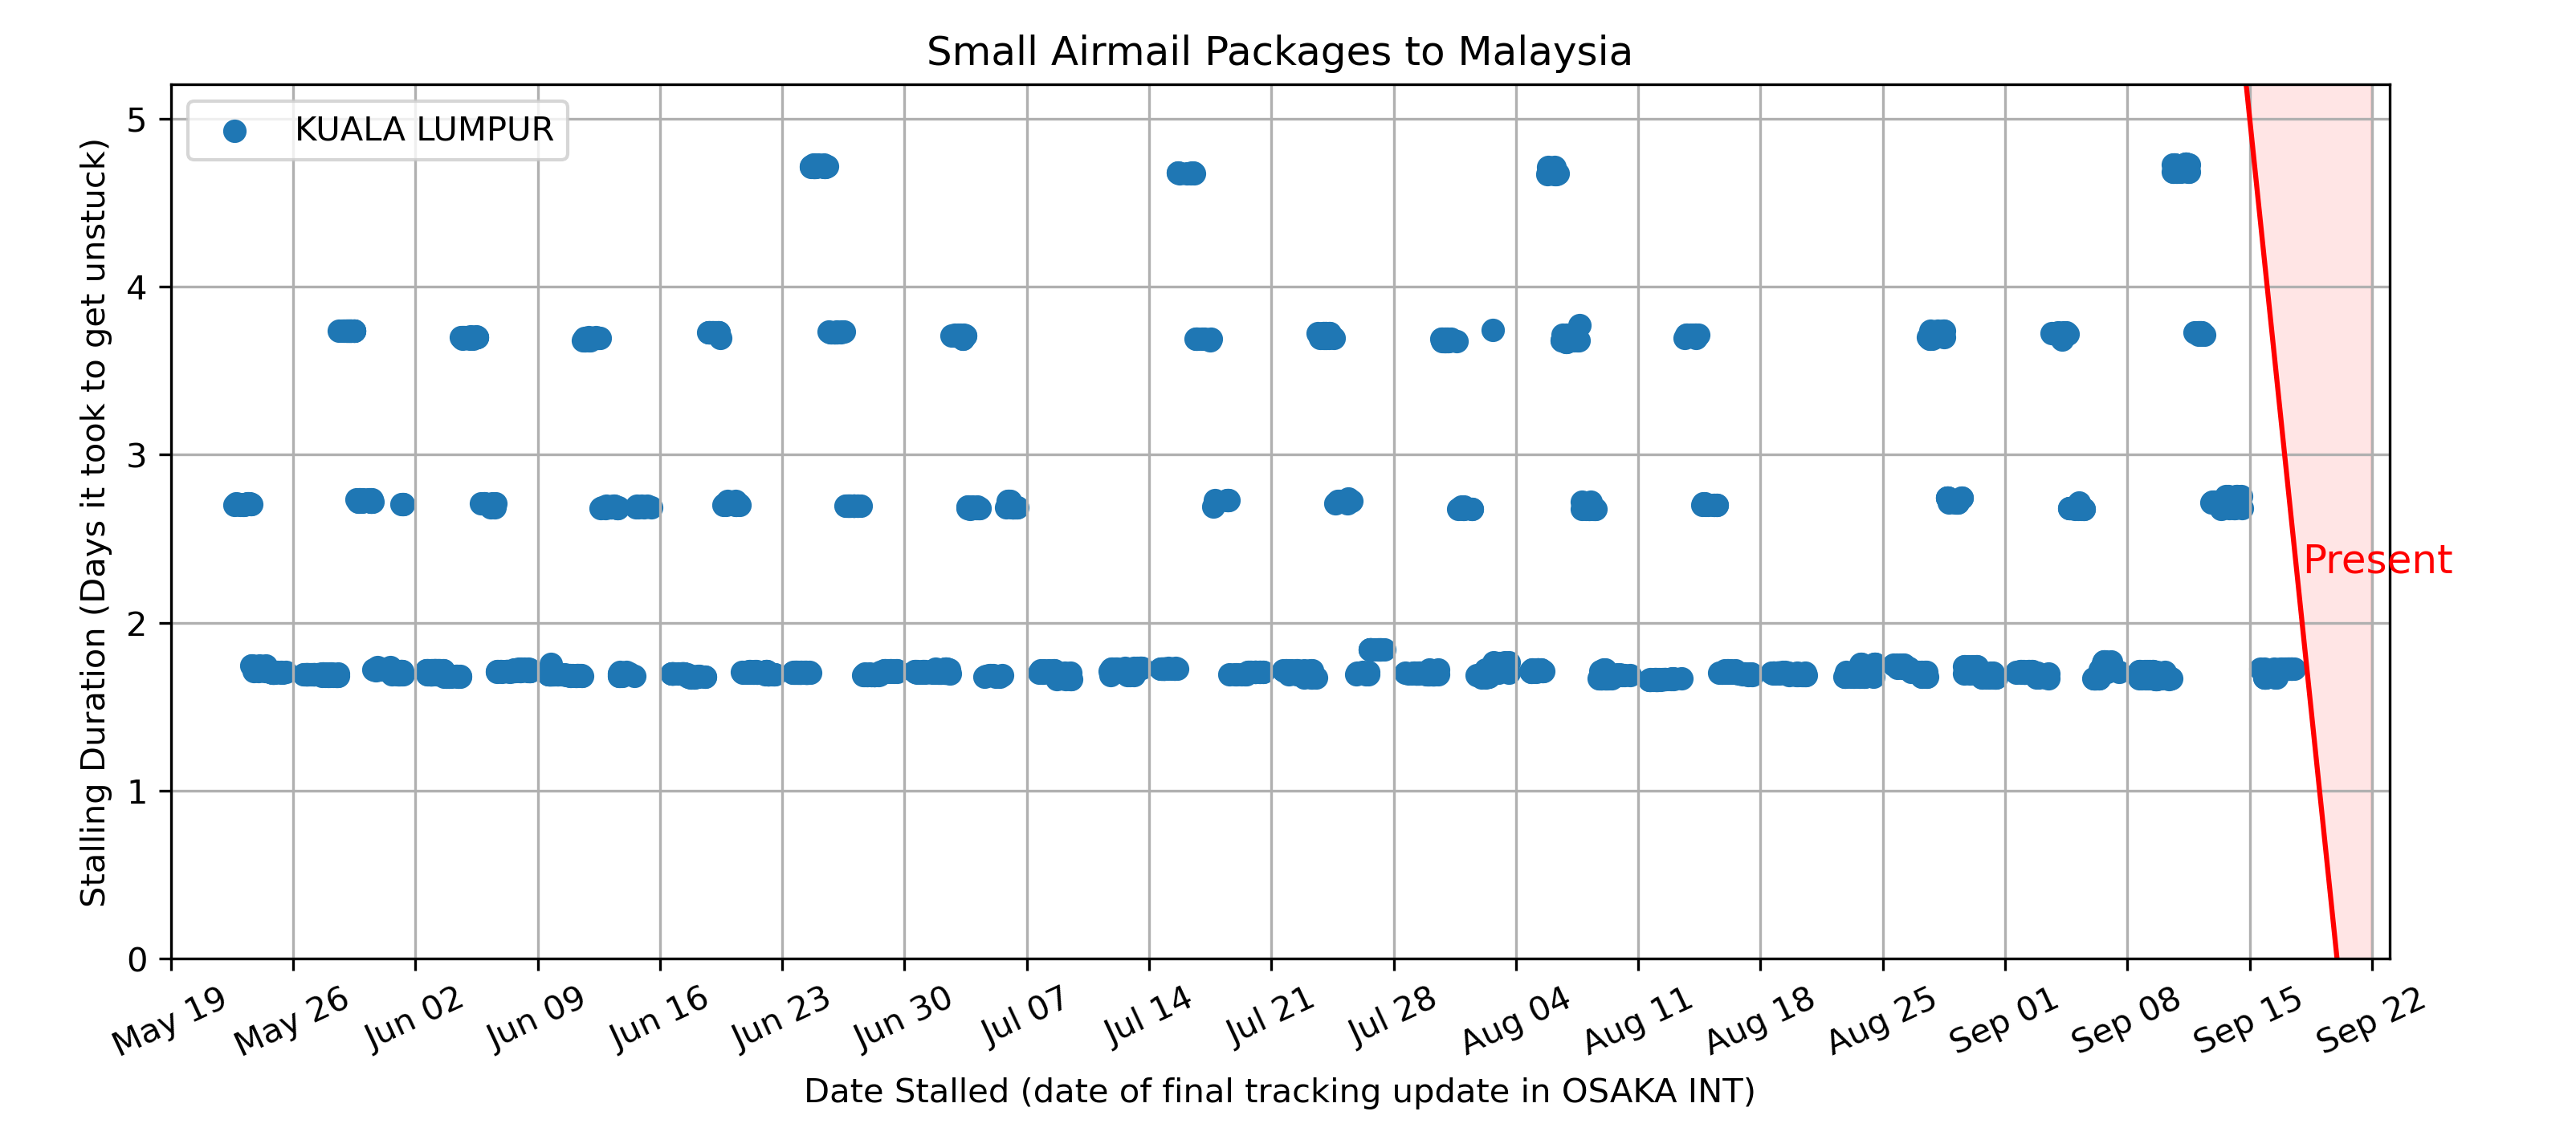 Small Airmail Packages to Malaysia
KUALA LUMPUR
Stalling Duration (Days it took to get unstuck)
5
4
3
2
1
0
Present
May 19
May 26
Jun 02
Jun 09
Jun 16
Jun 23
Jun 30
Jul 07
Jul 14
Jul 21
Jul 28
Aug 04
Aug 11
Aug 18
Aug 25
Sep 01
Sep 08
Sep 15
Sep 22
Date Stalled (date of final tracking update in OSAKA INT)